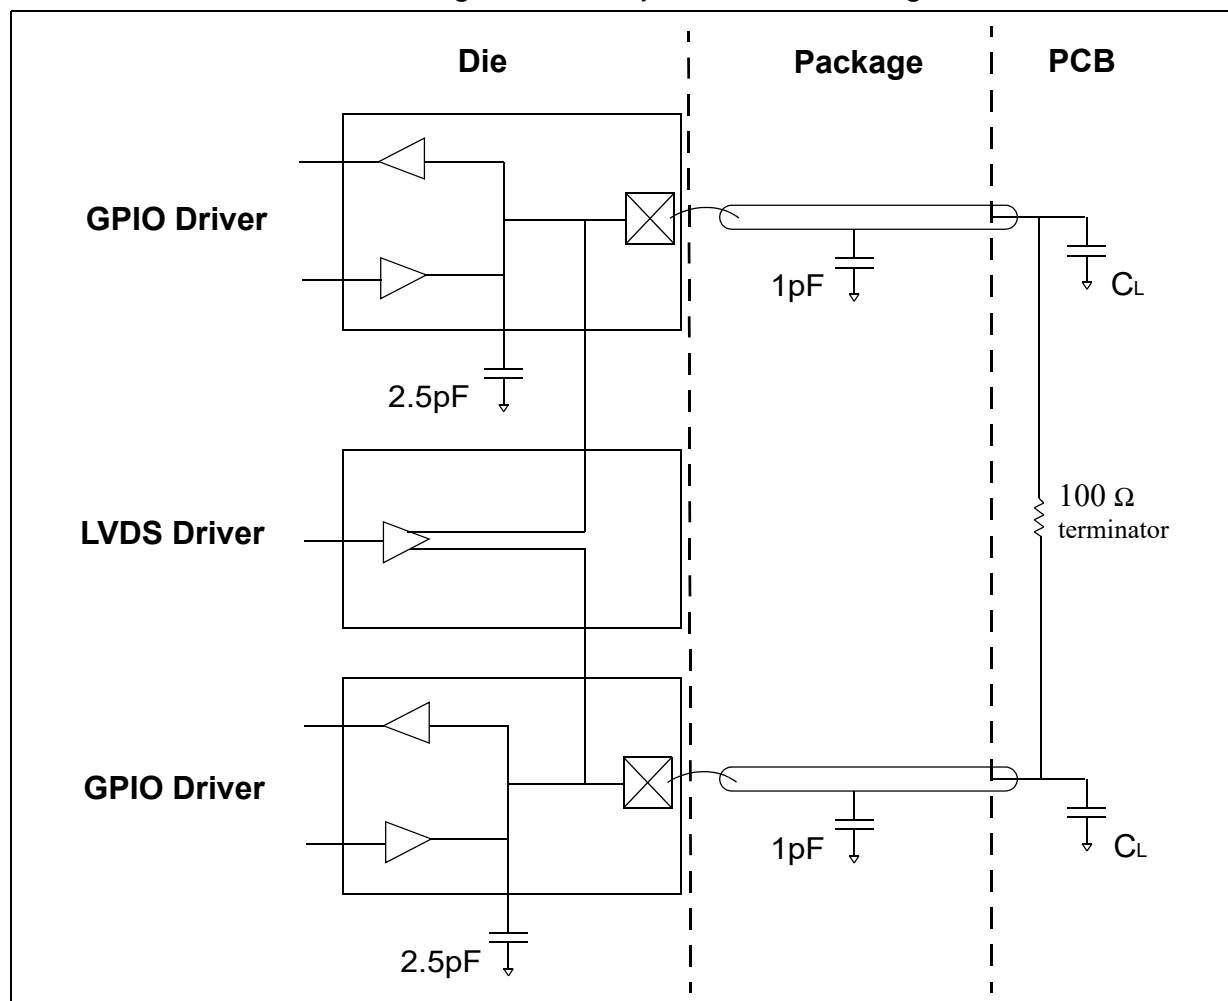 Die
Package
PCB
GPIO Driver
1pF
CL
2.5pF
LVDS Driver
100 Ω
terminator
GPIO Driver
1pF
CL
2.5pF